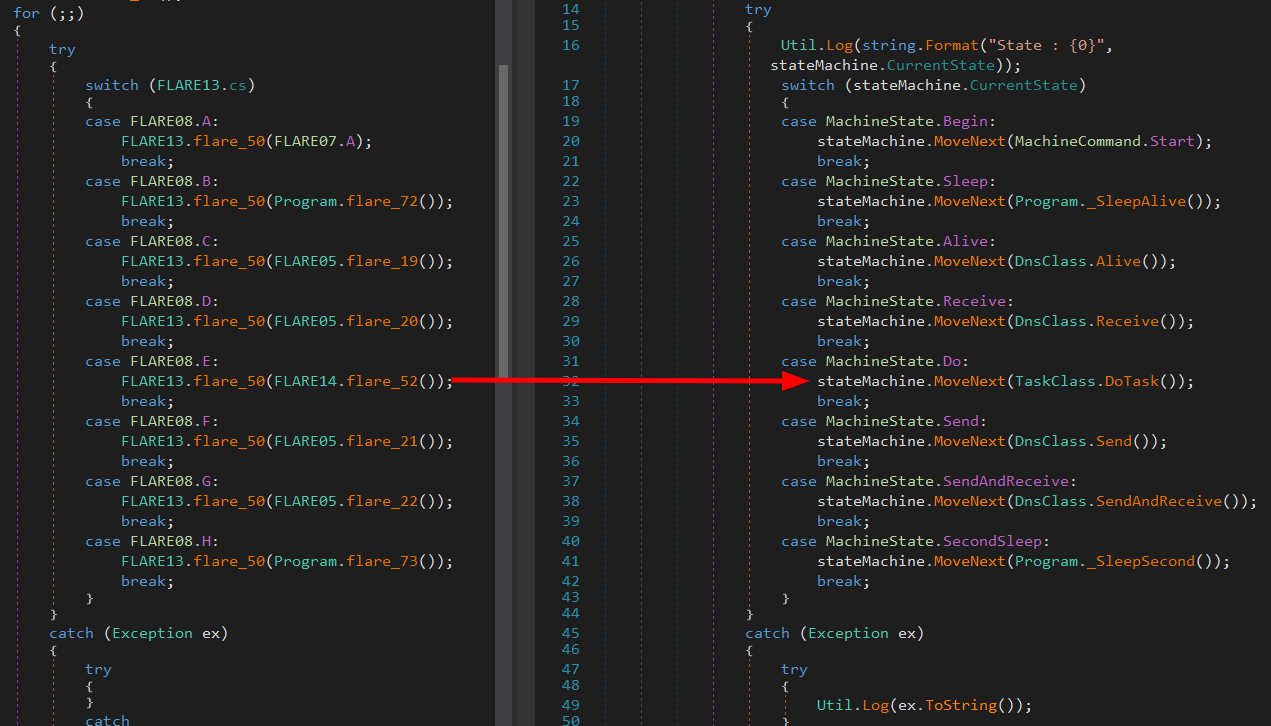 for (;;)
{
try
{
switch (FLARE13.cs)
{
case FLARE08.A:
FLARE13.flare_50(FLARE07.A);
break;
case FLARE08.B:
FLARE13.flare_50(Program.flare_72());
break;
case FLARE08.C:
FLARE13.flare_50(FLARE05.flare_19());
break;
case FLARE08.D:
FLARE13.flare_50(FLARE05.flare_20());
break;
case FLARE08.E:
FLARE13.flare_50(FLARE14.flare_52());
break;
case FLARE08.F:
FLARE13.flare_50(FLARE05.flare_21());
break;
case FLARE08.G:
FLARE13.flare_50(FLARE05.flare_22());
break;
case FLARE08.H:
FLARE13.flare_50(Program.flare_73());
break;
}
}
catch (Exception ex)
{
try
{
}
catch
14 try
15 {
16 Util.Log(string.Format("State : {0}",
stateMachine.CurrentState));
17 switch (stateMachine.CurrentState)
18 {
19 case MachineState.Begin:
20 stateMachine.MoveNext(MachineCommand.Start);
21 break;
22 case MachineState.Sleep:
23 stateMachine.MoveNext(Program._SleepAlive());
24 break;
25 case MachineState.Alive:
26 stateMachine.MoveNext(DnsClass.Alive());
27 break;
28 case MachineState.Receive:
29 stateMachine.MoveNext(DnsClass.Receive());
30 break;
31 case MachineState.Do:
32 stateMachine.MoveNext(TaskClass.DoTask());
33 break;
34 case MachineState.Send:
35 stateMachine.MoveNext(DnsClass.Send());
36 break;
37 case MachineState.SendAndReceive:
38 stateMachine.MoveNext(DnsClass.SendAndReceive());
39 break;
40 case MachineState.SecondSleep:
41 stateMachine.MoveNext(Program._SleepSecond());
42 break;
43 }
44 }
45 catch (Exception ex)
46 {
47 try
48 {
49 Util.Log(ex.ToString());
50 }